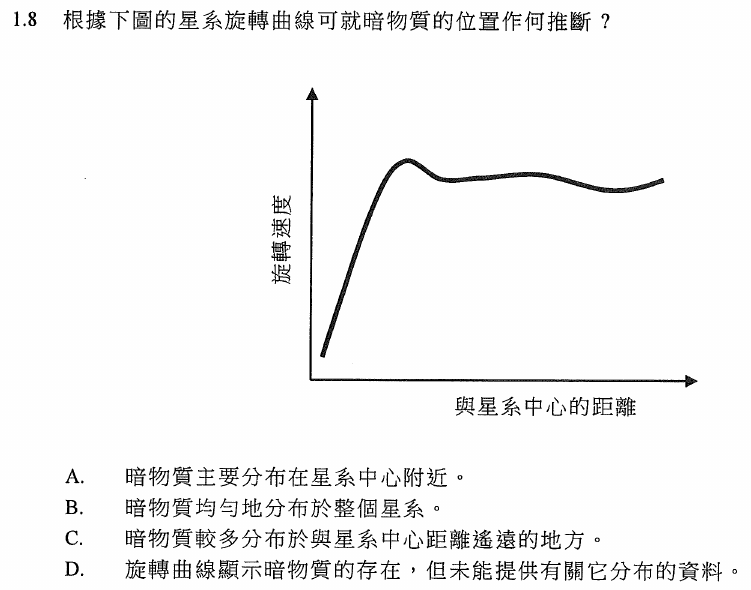 1.8 根據下圖的星系旋轉曲線可就暗物質的位置作何推斷？
旋轉速度
與星系中心的距離
A. 暗物質主要分布在星系中心附近。
B. 暗物質均勻地分布於整個星系。
C. 暗物質較多分布於與星系中心距離遙遠的地方。
D. 旋轉曲線顯示暗物質的存在，但未能提供有關它分布的資料。